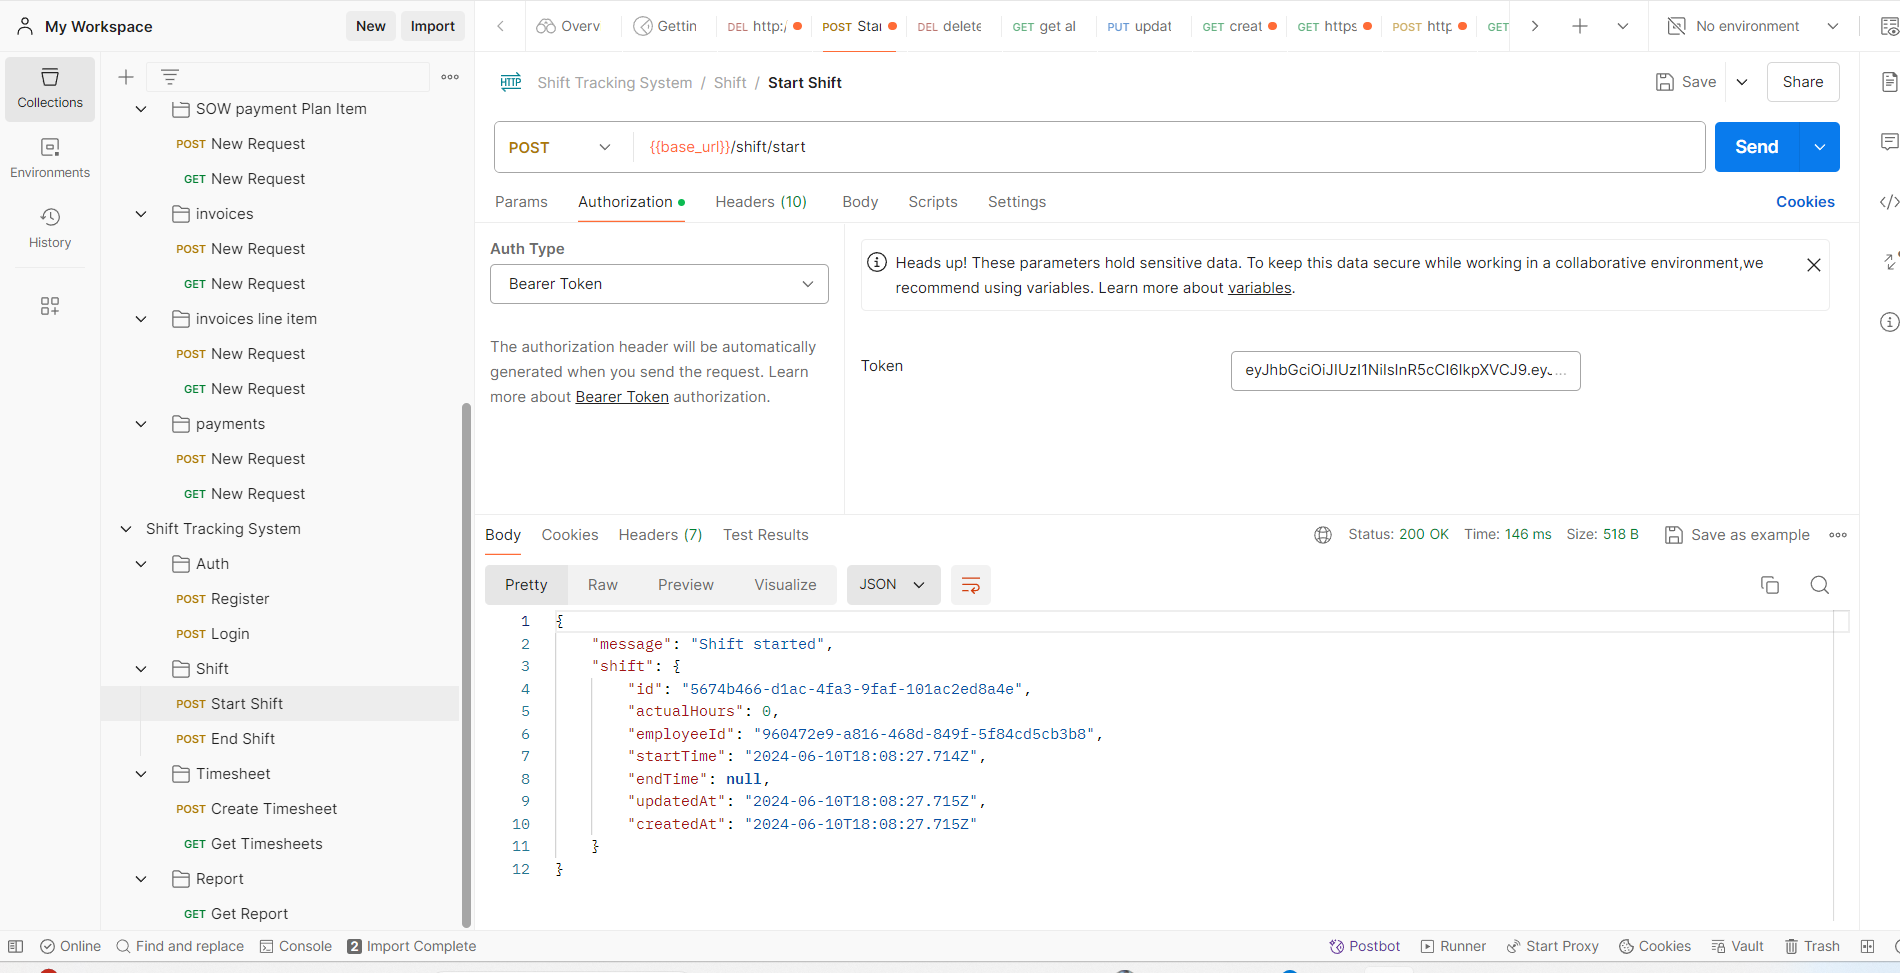 My Workspace
New
Import
Overv
Gettin
DEL http:/
POST Star
DEL delete
GET get al
PUT updat
GET creat
GET https
POST http
GET
No environment
Collections
Environments
History
SOW payment Plan Item
POST New Request
GET New Request
invoices
POST New Request
GET New Request
invoices line item
POST New Request
GET New Request
payments
POST New Request
GET New Request
Shift Tracking System
Auth
POST Register
POST Login
Shift
POST Start Shift
POST End Shift
Timesheet
POST Create Timesheet
GET Get Timesheets
Report
GET Get Report
HTTP Shift Tracking System / Shift / Start Shift
Save
Share
POST
{{base_url}}/shift/start
Send
Params Authorization Headers (10) Body Scripts Settings
Cookies
Auth Type
Bearer Token
The authorization header will be automatically
generated when you send the request. Learn
more about Bearer Token authorization.
Heads up! These parameters hold sensitive data. To keep this data secure while working in a collaborative environment,we
recommend using variables. Learn more about variables.
Token
Body Cookies Headers (7) Test Results
Status: 200 OK Time: 146 ms Size: 518 B
Save as example
Pretty Raw Preview Visualize JSON
1 {
2 "message": "Shift started",
3 "shift": {
4 "id": "5674b466-d1ac-4fa3-9faf-101ac2ed8a4e",
5 "actualHours": 0,
6 "employeeId": "960472e9-a816-468d-849f-5f84cd5cb3b8",
7 "startTime": "2024-06-10T18:08:27.714Z",
8 "endTime": null,
9 "updatedAt": "2024-06-10T18:08:27.715Z",
10 "createdAt": "2024-06-10T18:08:27.715Z"
11 }
12 }
Online
Find and replace
Console
2 Import Complete
Postbot
Runner
Start Proxy
Cookies
Vault
Trash